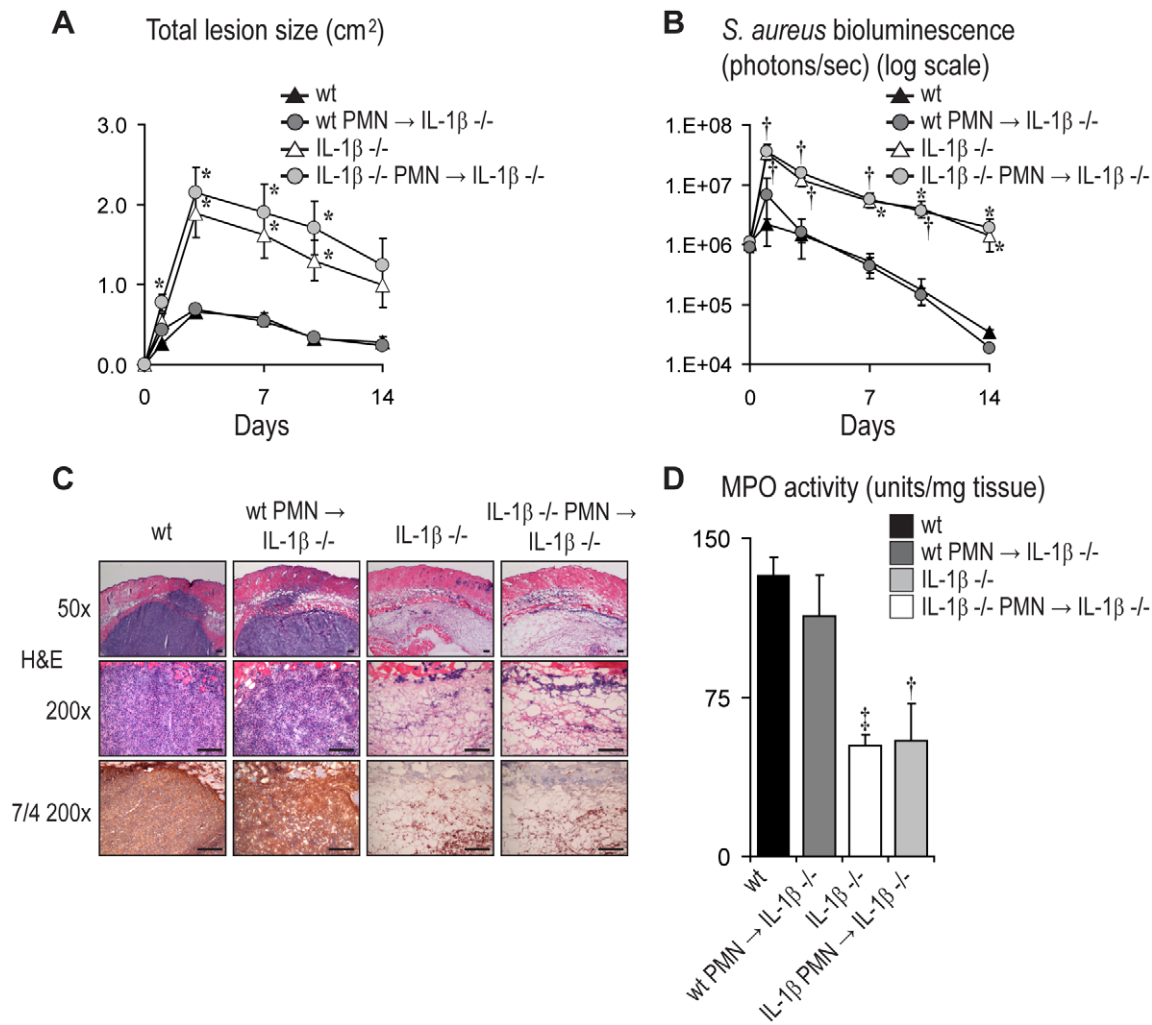 A
Total lesion size (cm²)
wt
wt PMN → IL-1β -/-
IL-1β -/-
IL-1β -/- PMN → IL-1β -/-
3.0
2.0
1.0
0.0
* * * * * * *
0
7
14
Days
B
S. aureus bioluminescence
(photons/sec) (log scale)
wt
wt PMN → IL-1β -/-
IL-1β -/-
IL-1β -/- PMN → IL-1β -/-
1.E+08
1.E+07
1.E+06
1.E+05
1.E+04
† † † * *
‡ † * † *
0
7
14
Days
C
wt
wt PMN →
IL-1β -/-
IL-1β -/-
IL-1β -/- PMN →
IL-1β -/-
50x
H&E
200x
7/4 200x
D
MPO activity (units/mg tissue)
wt
wt PMN → IL-1β -/-
IL-1β -/-
IL-1β -/- PMN → IL-1β -/-
150
75
0
‡
†
wt
wt PMN → IL-1β -/-
IL-1β -/-
IL-1β PMN → IL-1β -/-